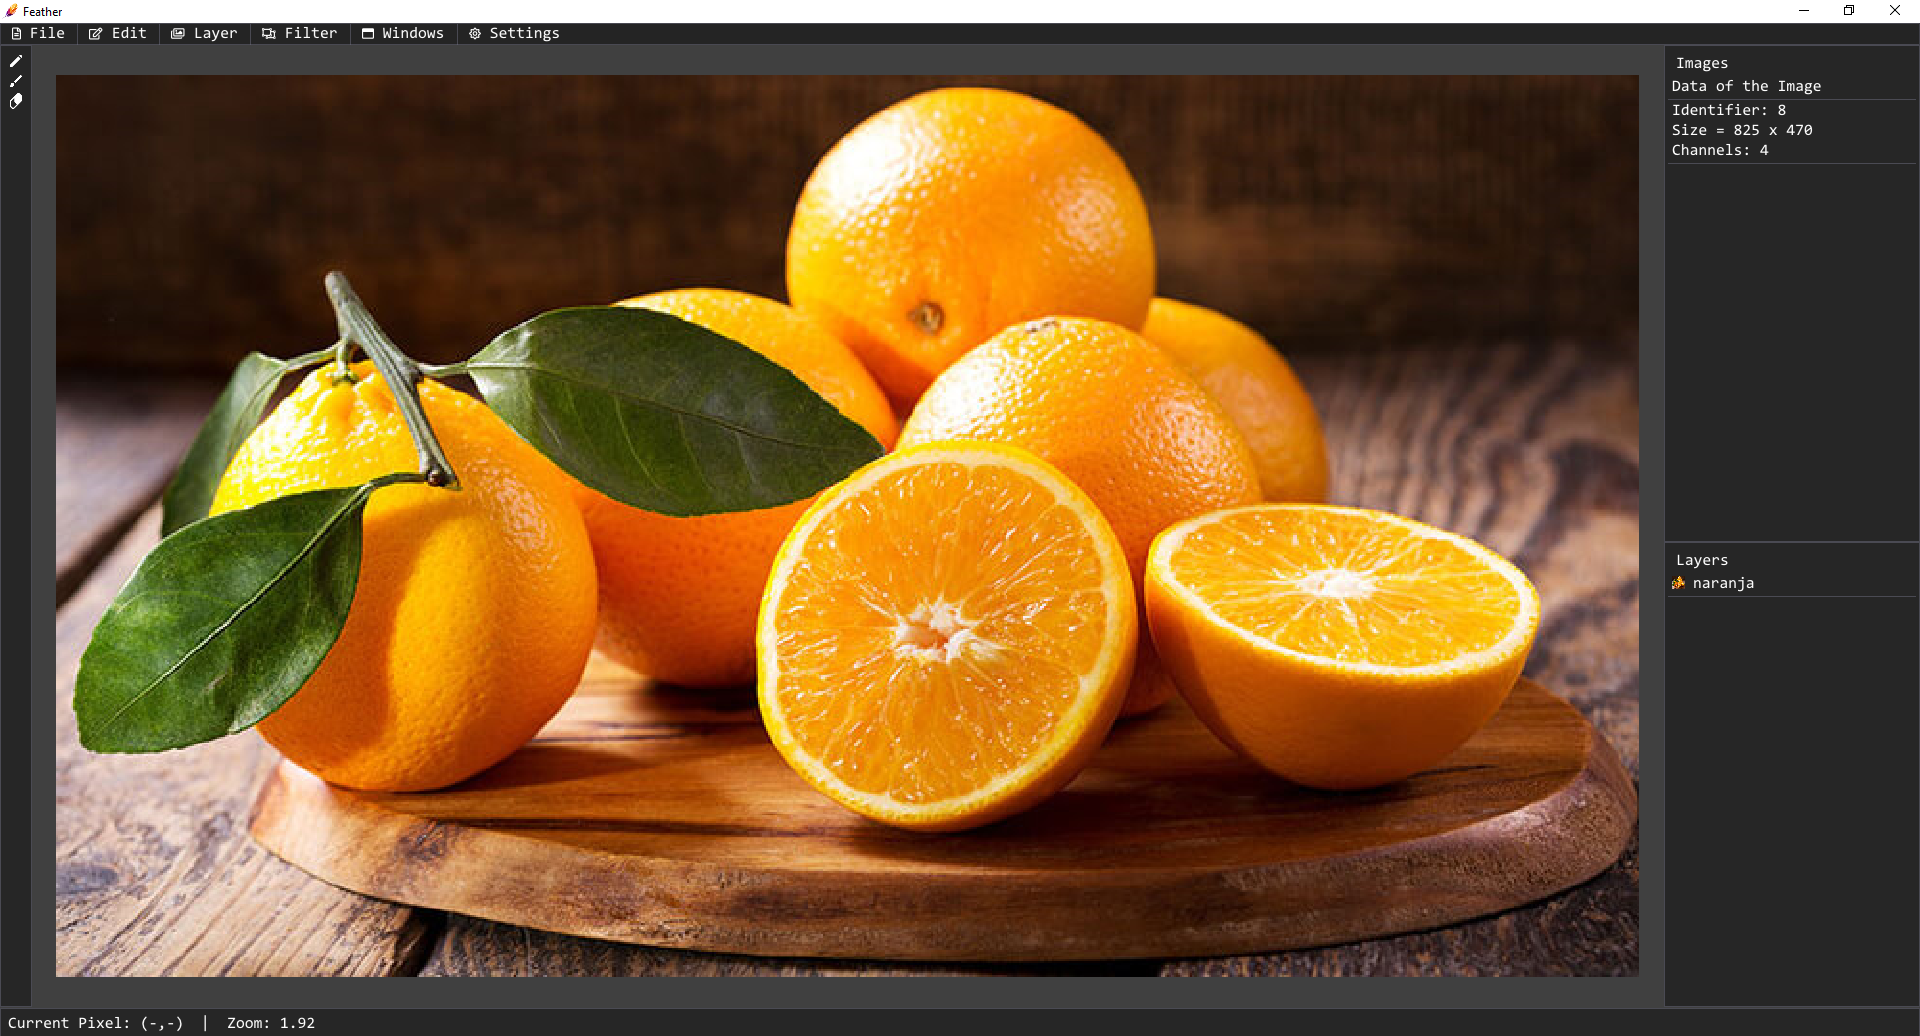 Feather
File Edit Layer Filter Windows Settings
Images
Data of the Image
Identifier: 8
Size = 825 x 470
Channels: 4
Layers
naranja
Current Pixel: (-,-) | Zoom: 1.92